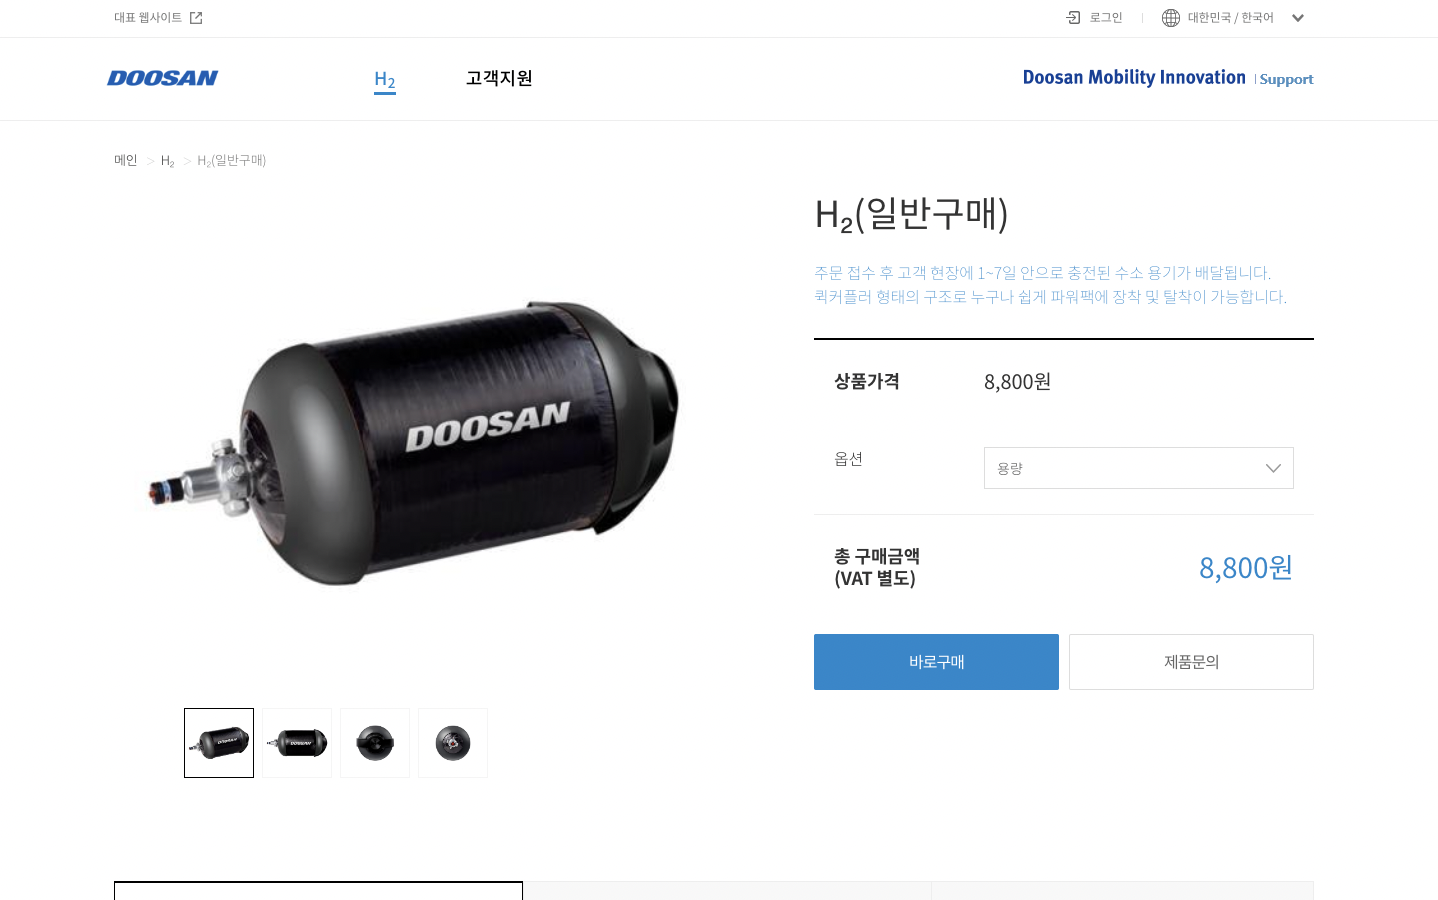 대표 웹사이트
로그인
대한민국 / 한국어
DOOSAN
H₂
고객지원
Doosan Mobility Innovation | Support
메인 > H₂ > H₂(일반구매)
H₂(일반구매)
주문 접수 후 고객 현장에 1~7일 안으로 충전된 수소 용기가 배달됩니다.
퀵커플러 형태의 구조로 누구나 쉽게 파워팩에 장착 및 탈착이 가능합니다.
DOOSAN
상품가격
8,800원
옵션
용량
총 구매금액
(VAT 별도)
8,800원
바로구매
제품문의
DOOSAN
DOOSAN